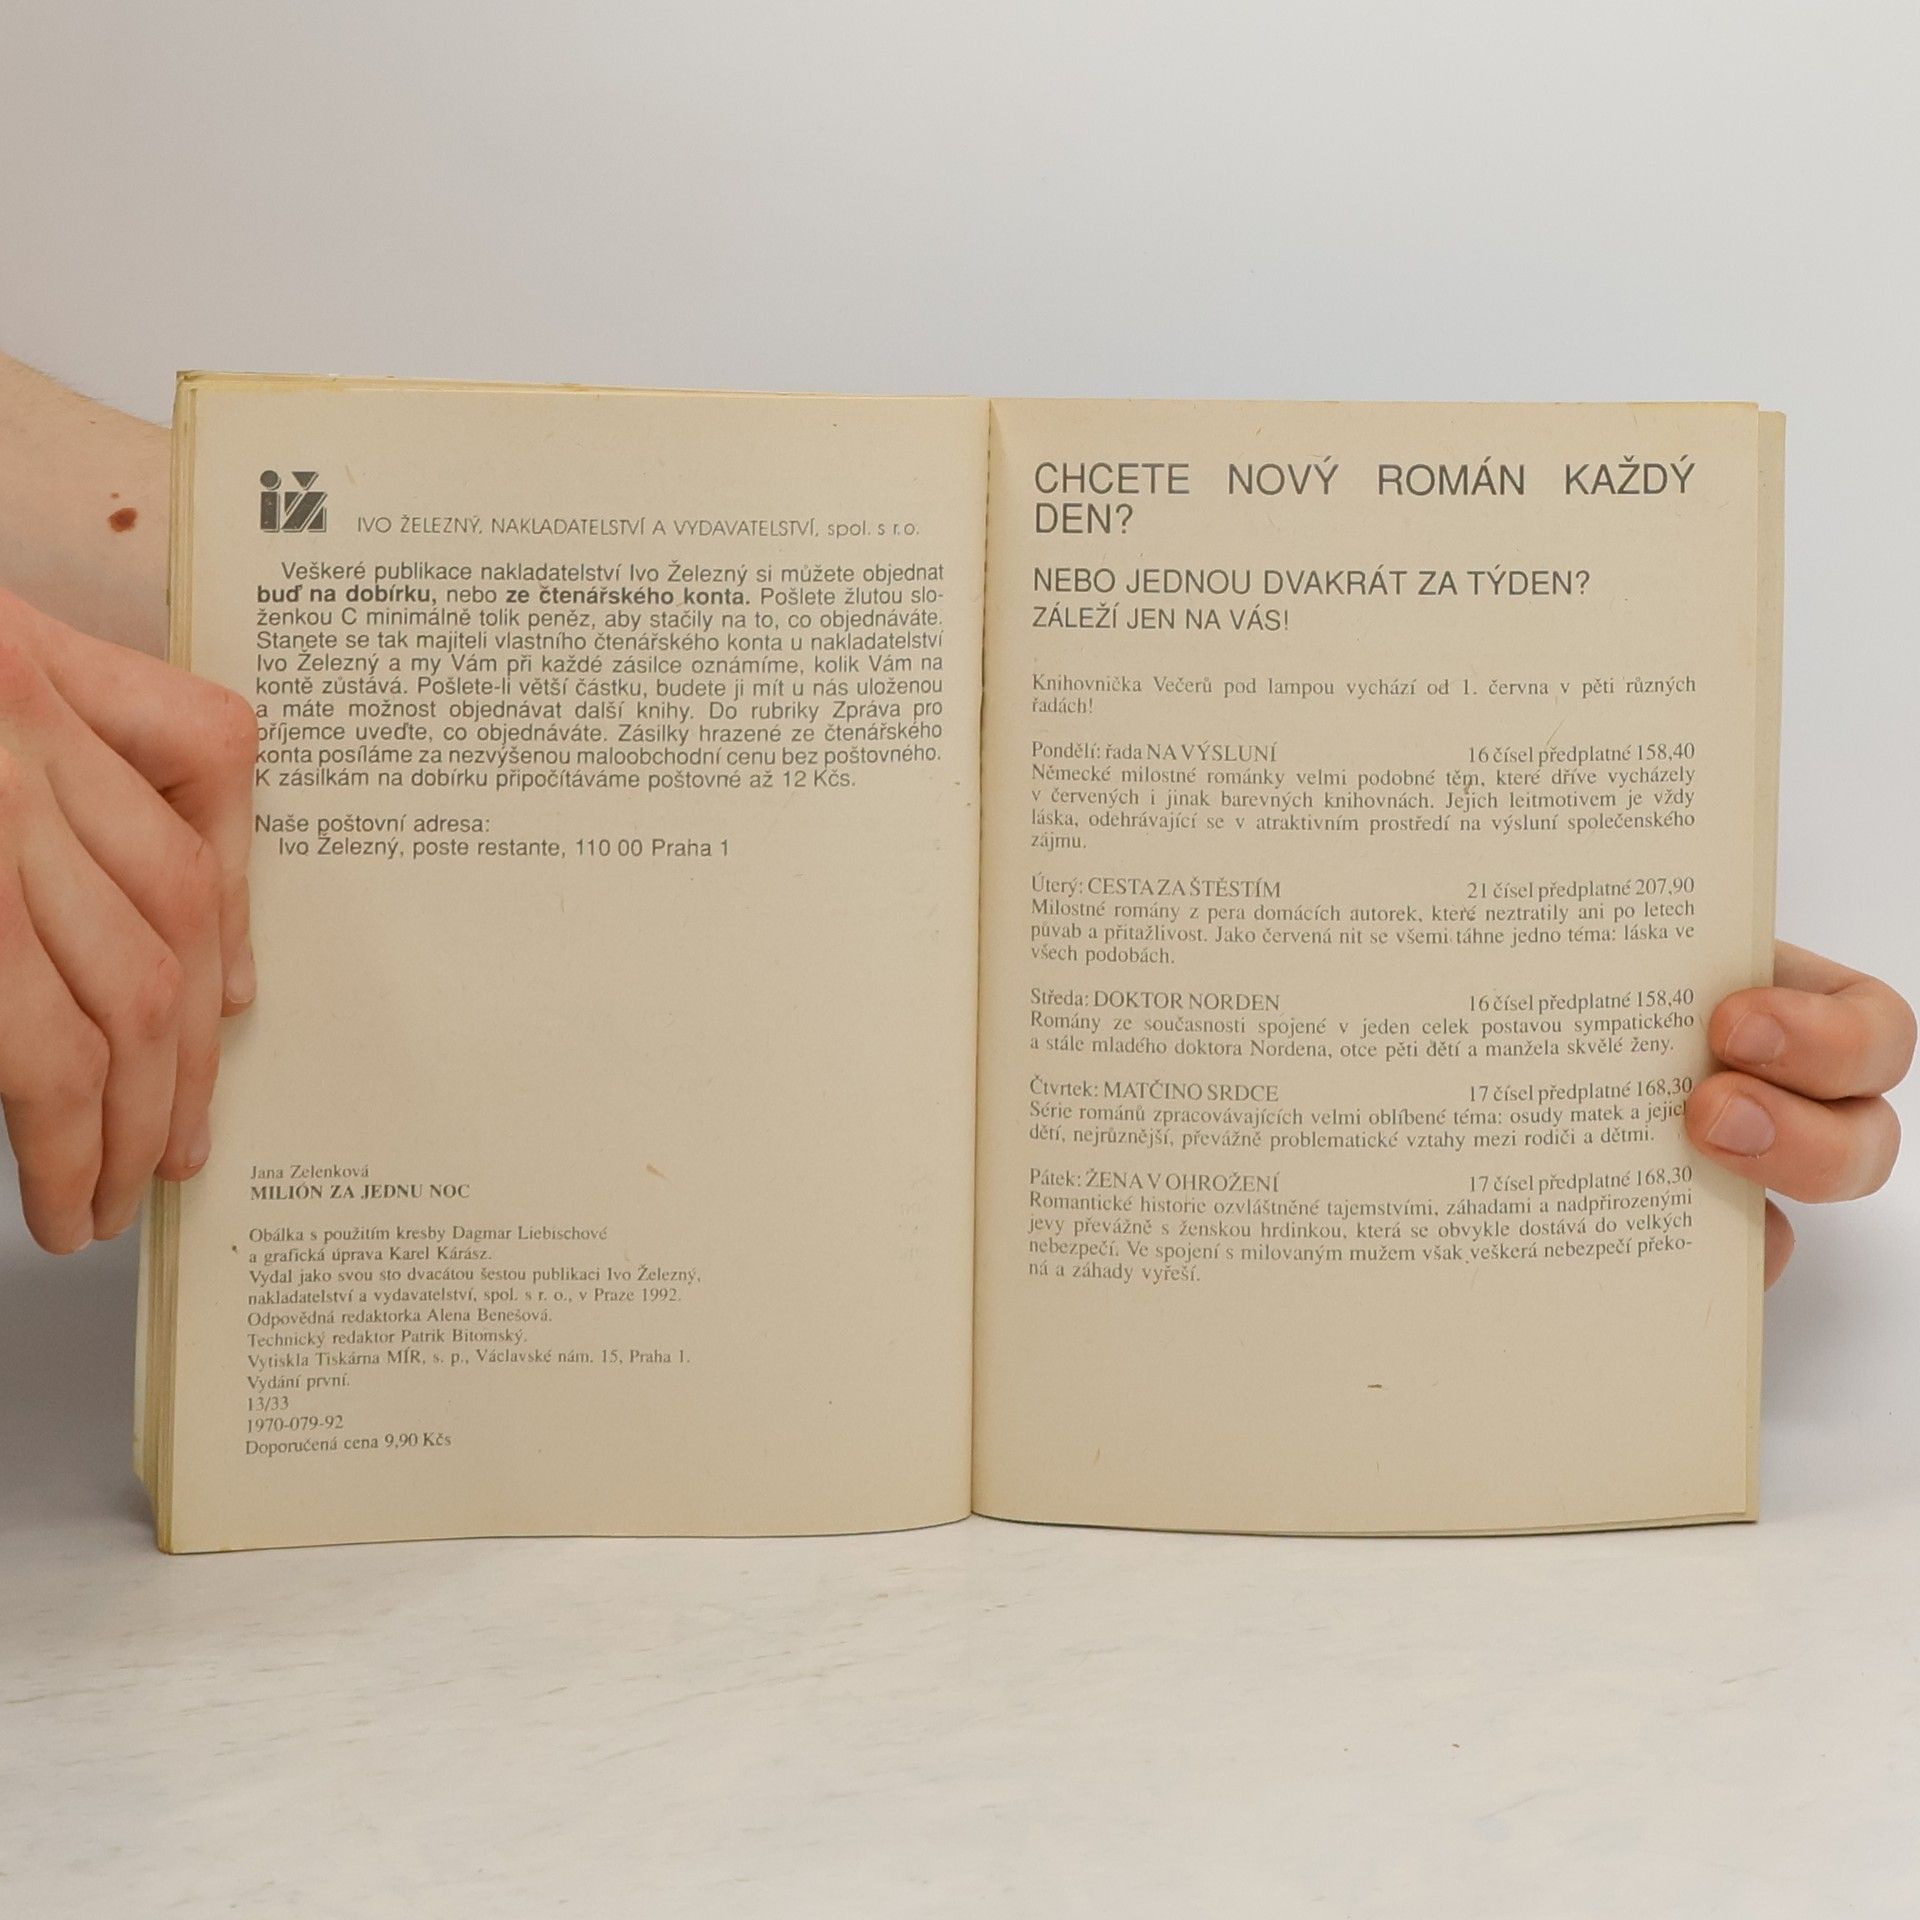 iž
IVO ŽELEZNÝ, NAKLADATELSTVÍ A VYDAVATELSTVÍ, spol. s r.o.
Veškeré publikace nakladatelství Ivo Železný si můžete objednat
buď na dobírku, nebo ze čtenářského konta. Pošlete žlutou slo-
ženkou C minimálně tolik peněz, aby stačily na to, co objednáváte.
Stanete se tak majiteli vlastního čtenářského konta u nakladatelství
Ivo Železný a my Vám při každé zásilce oznámíme, kolik Vám na
kontě zůstává. Pošlete-li větší částku, budete ji mít u nás uloženou
a máte možnost objednávat další knihy. Do rubriky Zpráva pro
příjemce uveďte, co objednáváte. Zásilky hrazené ze čtenářského
konta posíláme za nezvýšenou maloobchodní cenu bez poštovného.
K zásilkám na dobírku připočítáváme poštovné až 12 Kčs.
Naše poštovní adresa:
Ivo Železný, poste restante, 110 00 Praha 1
Jana Zelenková
MILIÓN ZA JEDNU NOC
Obálka s použitím kresby Dagmar Liebischové
a grafická úprava Karel Kárász.
Vydal jako svou sto dvacátou šestou publikaci Ivo Železný,
nakladatelství a vydavatelství, spol. s r. o., v Praze 1992.
Odpovědná redaktorka Alena Benešová.
Technický redaktor Patrik Bitomský.
Vytiskla Tiskárna MÍR, s. p., Václavské nám. 15, Praha 1.
Vydání první.
13/33
1970-079-92
Doporučená cena 9,90 Kčs
CHCETE NOVÝ ROMÁN KAŽDÝ
DEN?
NEBO JEDNOU DVAKRÁT ZA TÝDEN?
ZÁLEŽÍ JEN NA VÁS!
Knihovnička Večerů pod lampou vychází od 1. června v pěti různých
řadách!
Pondělí: řada NA VÝSLUNÍ 16 čísel předplatné 158,40
Německé milostné románky velmi podobné těm, které dříve vycházely
v červených i jinak barevných knihovnách. Jejich leitmotivem je vždy
láska, odehrávající se v atraktivním prostředí na výsluní společenského
zájmu.
Úterý: CESTA ZA ŠTĚSTÍM 21 čísel předplatné 207,90
Milostné romány z pera domácích autorek, které neztratily ani po letech
půvab a přitažlivost. Jako červená nit se všemi táhne jedno téma: láska ve
všech podobách.
Středa: DOKTOR NORDEN 16 čísel předplatné 158,40
Romány ze současnosti spojené v jeden celek postavou sympatického
a stále mladého doktora Nordena, otce pěti dětí a manžela skvělé ženy.
Čtvrtek: MATČINO SRDCE 17 čísel předplatné 168,30
Série románů zpracovávajících velmi oblíbené téma: osudy matek a jejich
dětí, nejrůznější, převážně problematické vztahy mezi rodiči a dětmi.
Pátek: ŽENA V OHROŽENÍ 17 čísel předplatné 168,30
Romantické historie ozvláštněné tajemstvími, záhadami a nadpřirozenými
jevy převážně s ženskou hrdinkou, která se obvykle dostává do velkých
nebezpečí. Ve spojení s milovaným mužem však veškerá nebezpečí překo-
ná a záhady vyřeší.